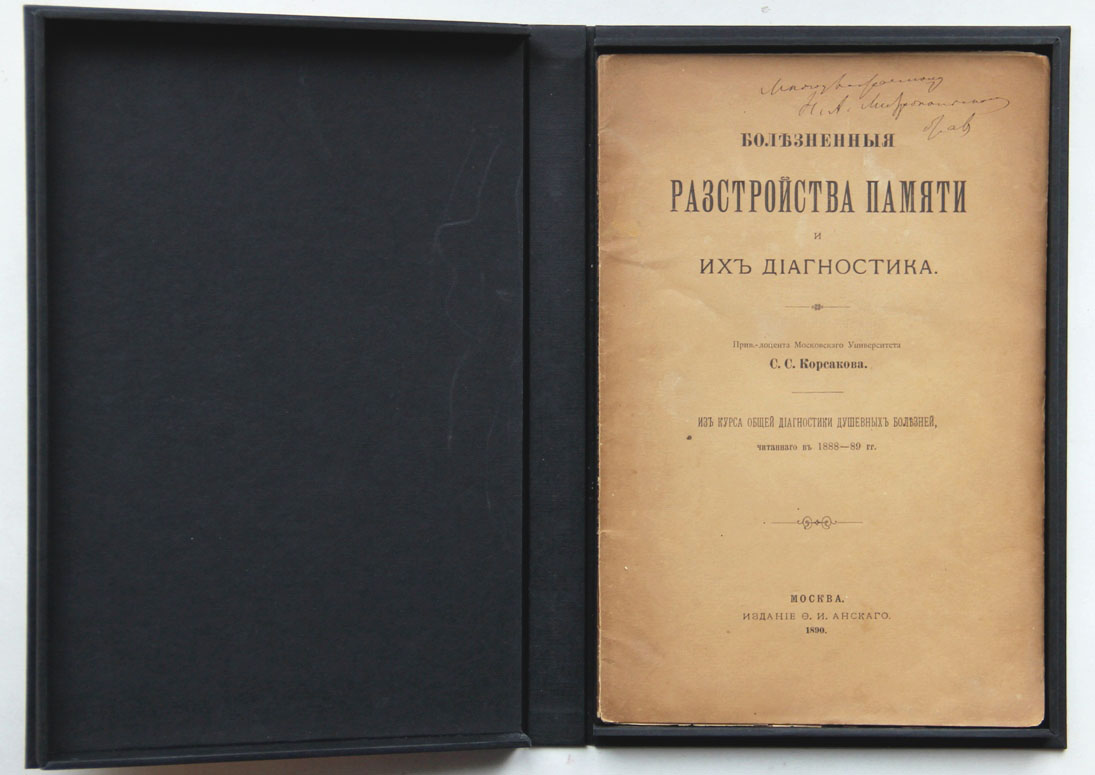 БОЛѢЗНЕННЫЯ
РАЗСТРОЙСТВА ПАМЯТИ
И
ИХЪ ДІАГНОСТИКА.
Прив.-доцента Московскаго Университета
С. С. Корсакова.
ИЗЪ КУРСА ОБЩЕЙ ДІАГНОСТИКИ ДУШЕВНЫХЪ БОЛѢЗНЕЙ,
читаннаго въ 1888—89 гг.
МОСКВА.
ИЗДАНІЕ Ѳ. И. АНСКАГО.
1890.